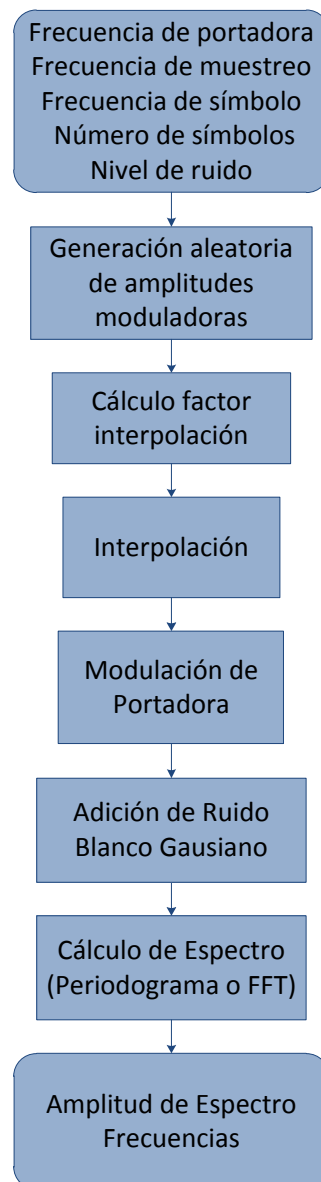 Frecuencia de portadora
Frecuencia de muestreo
Frecuencia de símbolo
Número de símbolos
Nivel de ruido
Generación aleatoria
de amplitudes
moduladoras
Cálculo factor
interpolación
Interpolación
Modulación de
Portadora
Adición de Ruido
Blanco Gausiano
Cálculo de Espectro
(Periodograma o FFT)
Amplitud de Espectro
Frecuencias